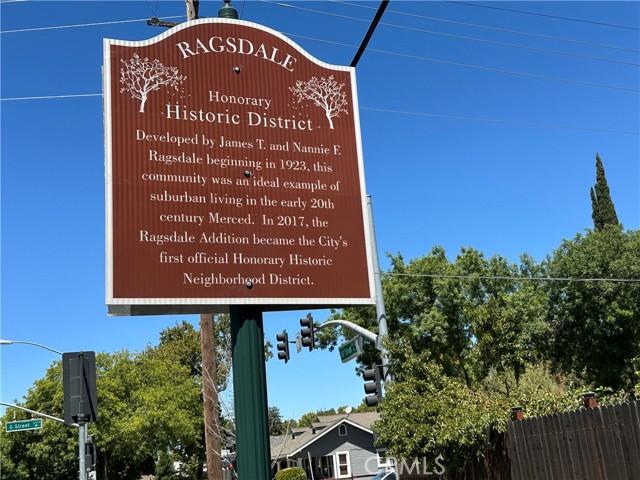 RAGSDALE
Honorary
Historic District
Developed by James T. and Nannie F.
Ragsdale beginning in 1923, this
community was an ideal example of
suburban living in the early 20th
century Merced. In 2017, the
Ragsdale Addition became the City's
first official Honorary Historic
Neighborhood District.
G Street
CRMLS